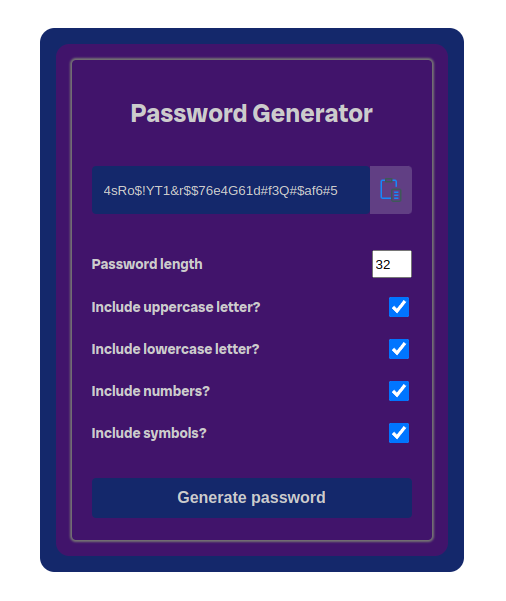 Password Generator
4sRo$!YT1&r$$76e4G61d#f3Q#$af6#5
Password length
32
Include uppercase letter?
Include lowercase letter?
Include numbers?
Include symbols?
Generate password